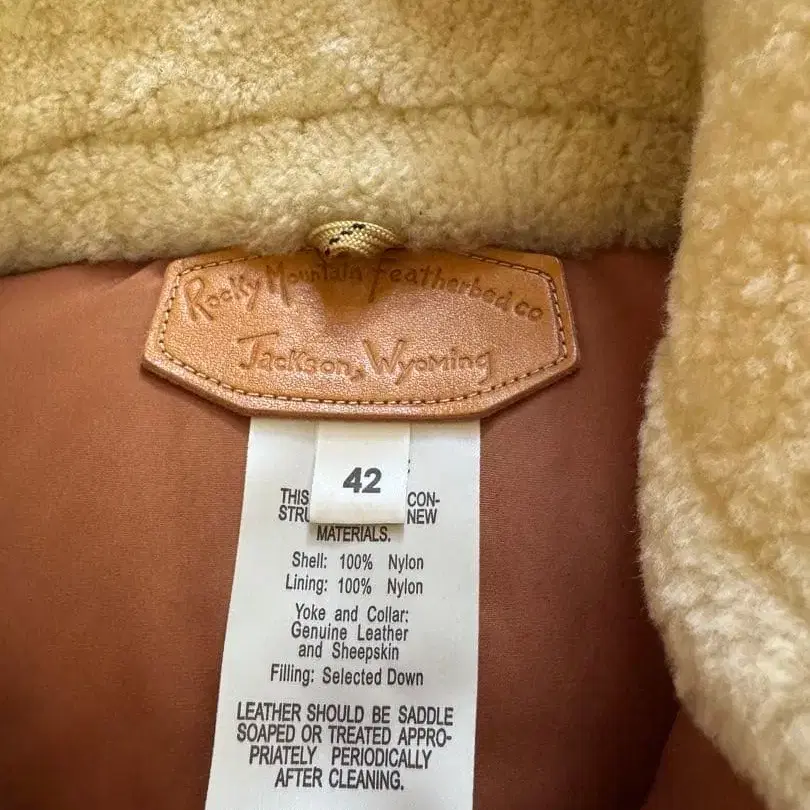 Rocky Mountain Featherbed co
Jackson, Wyoming
42
THIS CON-
STRU NEW
MATERIALS.
Shell: 100% Nylon
Lining: 100% Nylon
Yoke and Collar:
Genuine Leather
and Sheepskin
Filling: Selected Down
LEATHER SHOULD BE SADDLE
SOAPED OR TREATED APPRO-
PRIATELY PERIODICALLY
AFTER CLEANING.